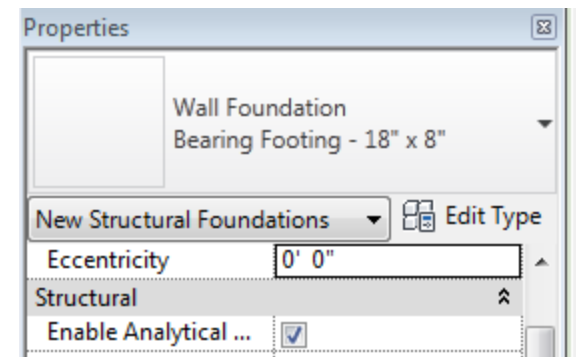 Properties
Wall Foundation
Bearing Footing - 18" x 8"
New Structural Foundations
Edit Type
Eccentricity 0' 0"
Structural
Enable Analytical ...